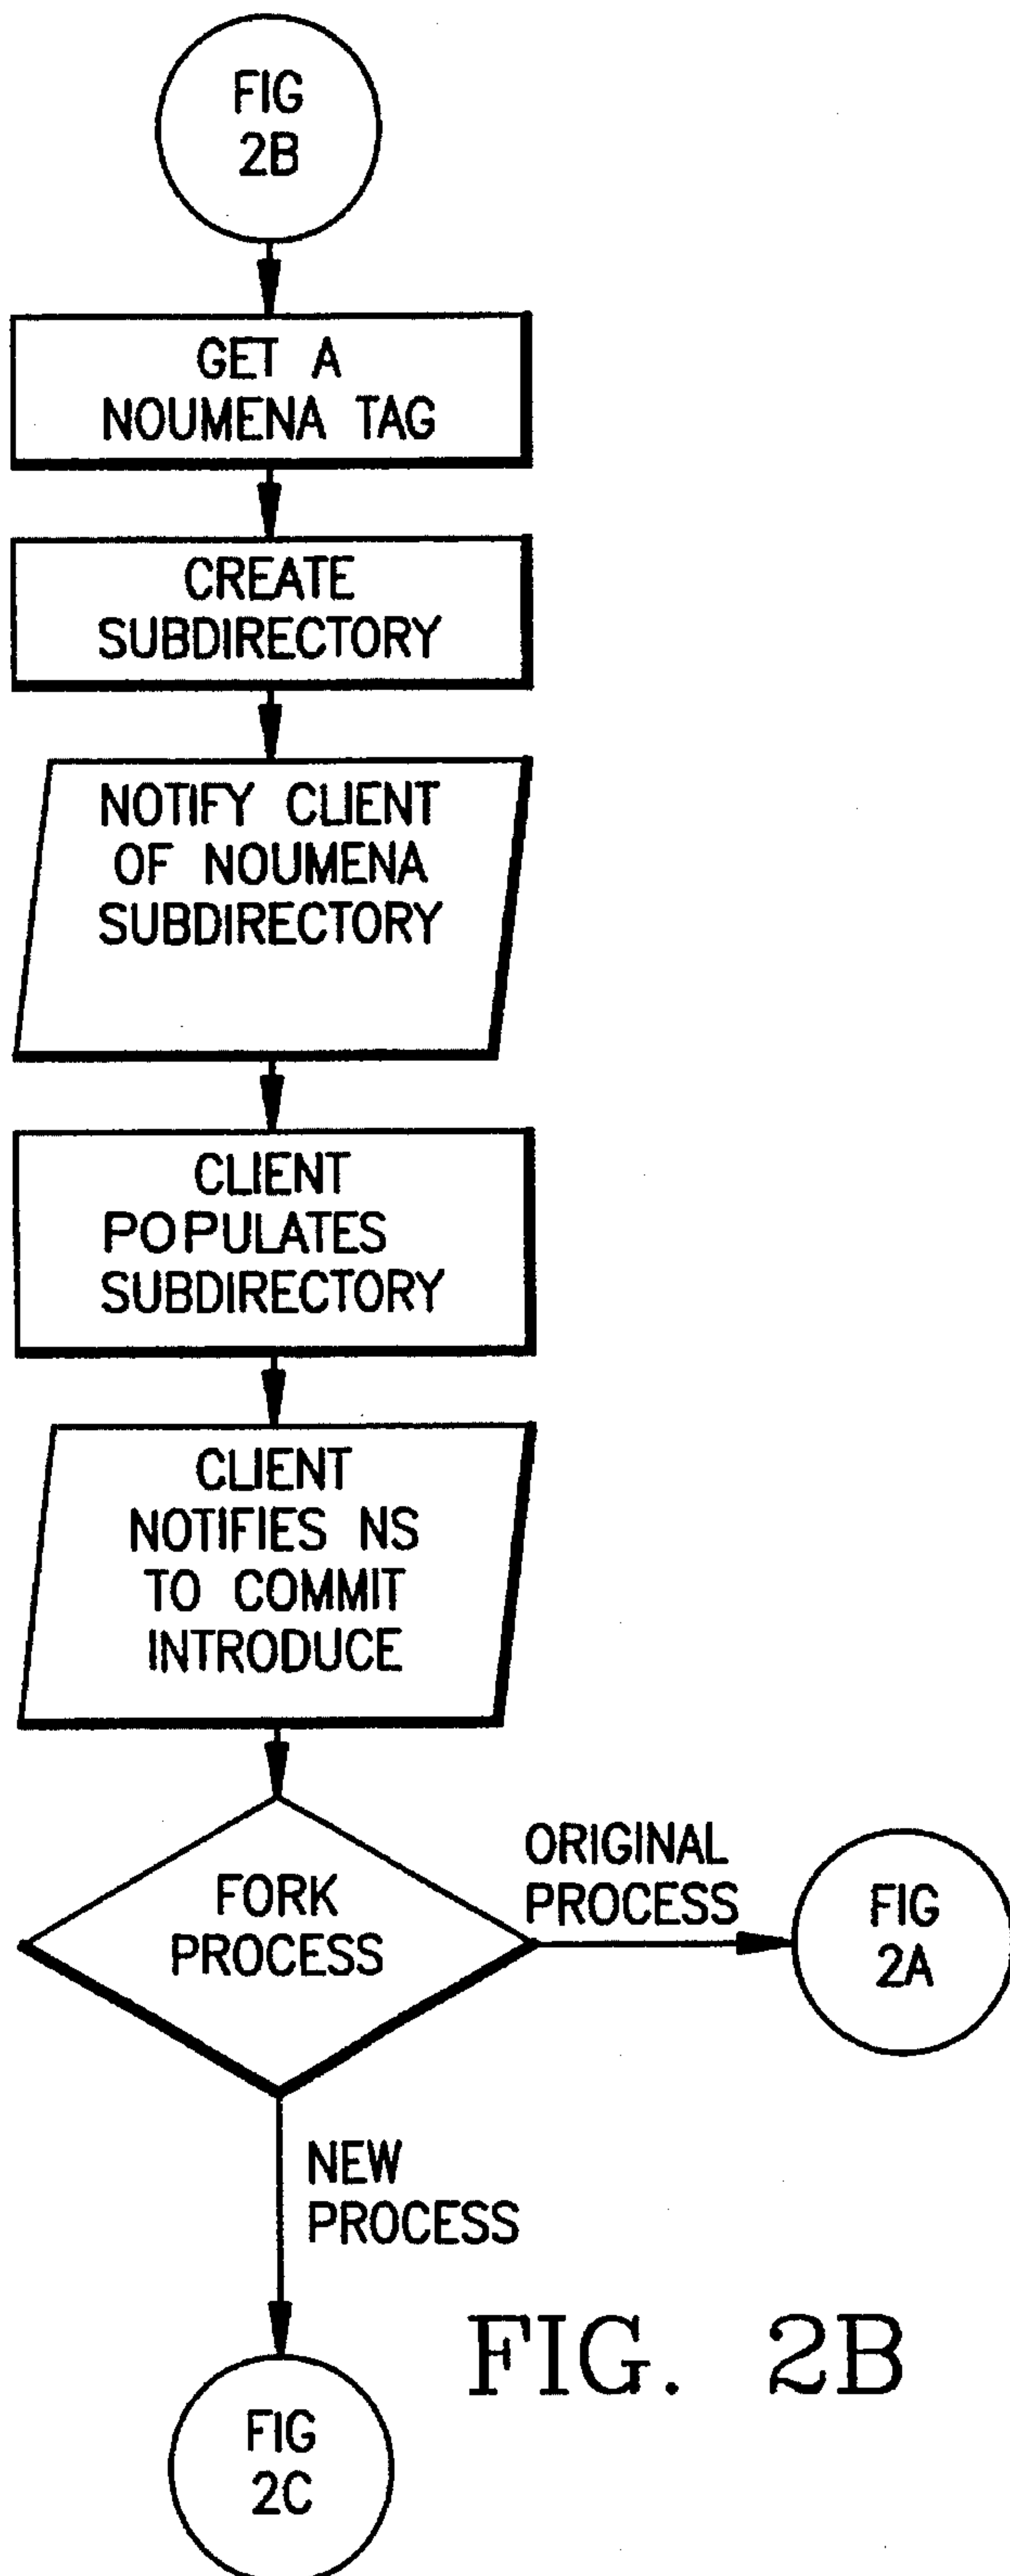 FIG
2B
GET A
NOUMENA TAG
CREATE
SUBDIRECTORY
NOTIFY CLIENT
OF NOUMENA
SUBDIRECTORY
CLIENT
POPULATES
SUBDIRECTORY
CLIENT
NOTIFIES NS
TO COMMIT
INTRODUCE
FORK
PROCESS
ORIGINAL
PROCESS
FIG
2A
NEW
PROCESS
FIG
2C
FIG. 2B